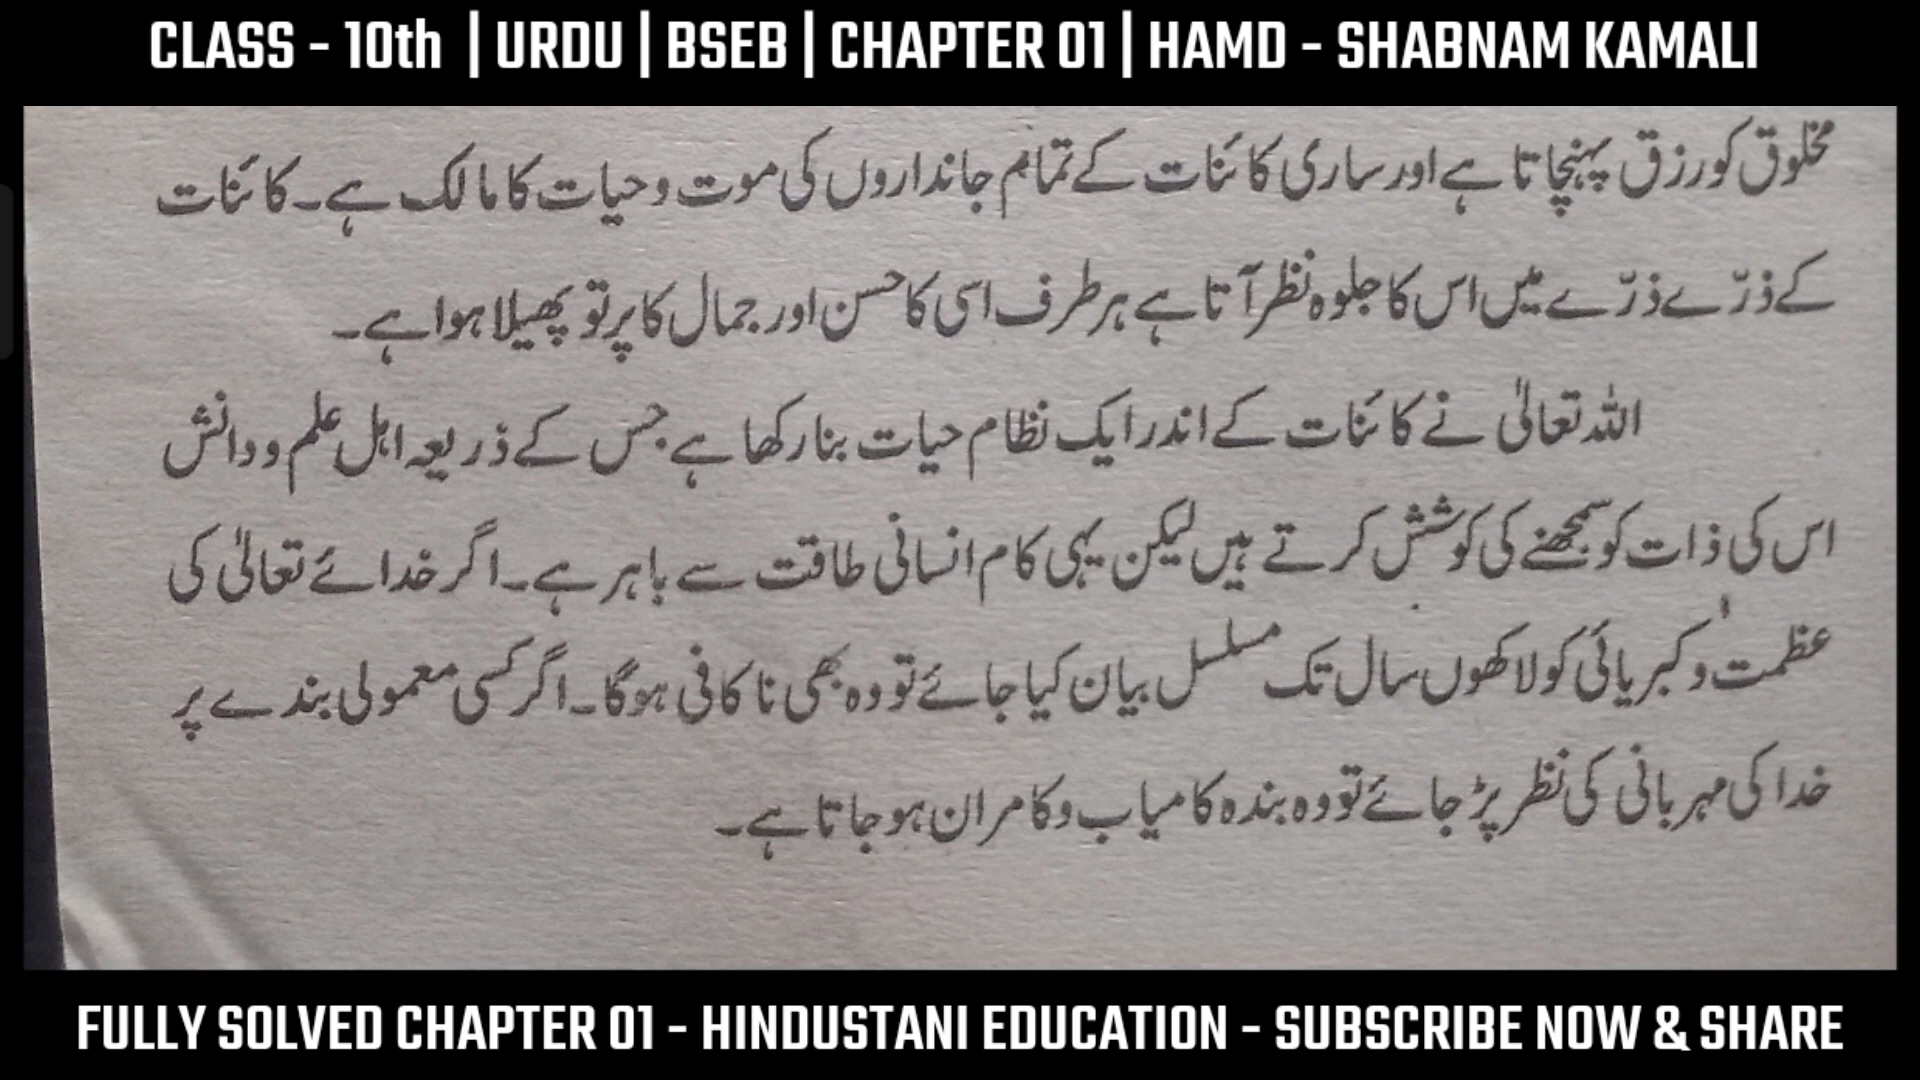 CLASS - 10th | URDU | BSEB | CHAPTER 01 | HAMD - SHABNAM KAMALI
مخلوق کو رزق پہنچاتا ہے اور ساری کائنات کے تمام جانداروں کی موت و حیات کا مالک ہے۔ کائنات
کے ذرّے ذرّے میں اس کا جلوہ نظر آتا ہے ہر طرف اسی کا حسن اور جمال کا پرتو پھیلا ہوا ہے۔
اللہ تعالیٰ نے کائنات کے اندر ایک نظام حیات بنا رکھا ہے جس کے ذریعہ اہل علم و دانش
اس کی ذات کو سمجھنے کی کوشش کرتے ہیں لیکن یہی کام انسانی طاقت سے باہر ہے۔ اگر خدائے تعالیٰ کی
عظمت و کبریائی کو لاکھوں سال تک مسلسل بیان کیا جائے تو وہ بھی ناکافی ہوگا۔ اگر کسی معمولی بندے پر
خدا کی مہربانی کی نظر پڑ جائے تو وہ بندہ کامیاب و کامران ہو جاتا ہے۔
FULLY SOLVED CHAPTER 01 - HINDUSTANI EDUCATION - SUBSCRIBE NOW & SHARE